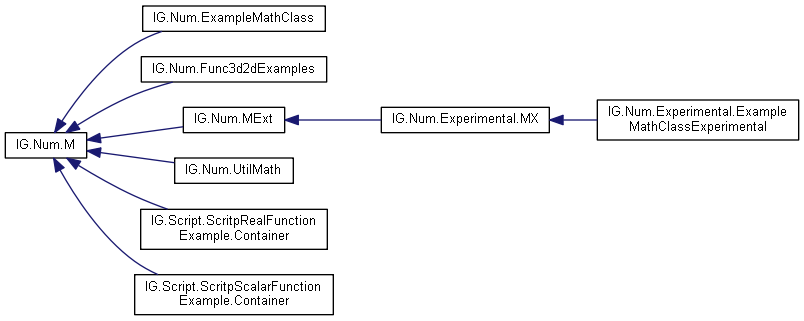 IG.Num.ExampleMathClass
IG.Num.Func3d2dExamples
IG.Num.MExt
IG.Num.Experimental.MX
IG.Num.Experimental.Example
MathClassExperimental
IG.Num.M
IG.Num.UtilMath
IG.Script.ScritpRealFunction
Example.Container
IG.Script.ScritpScalarFunction
Example.Container